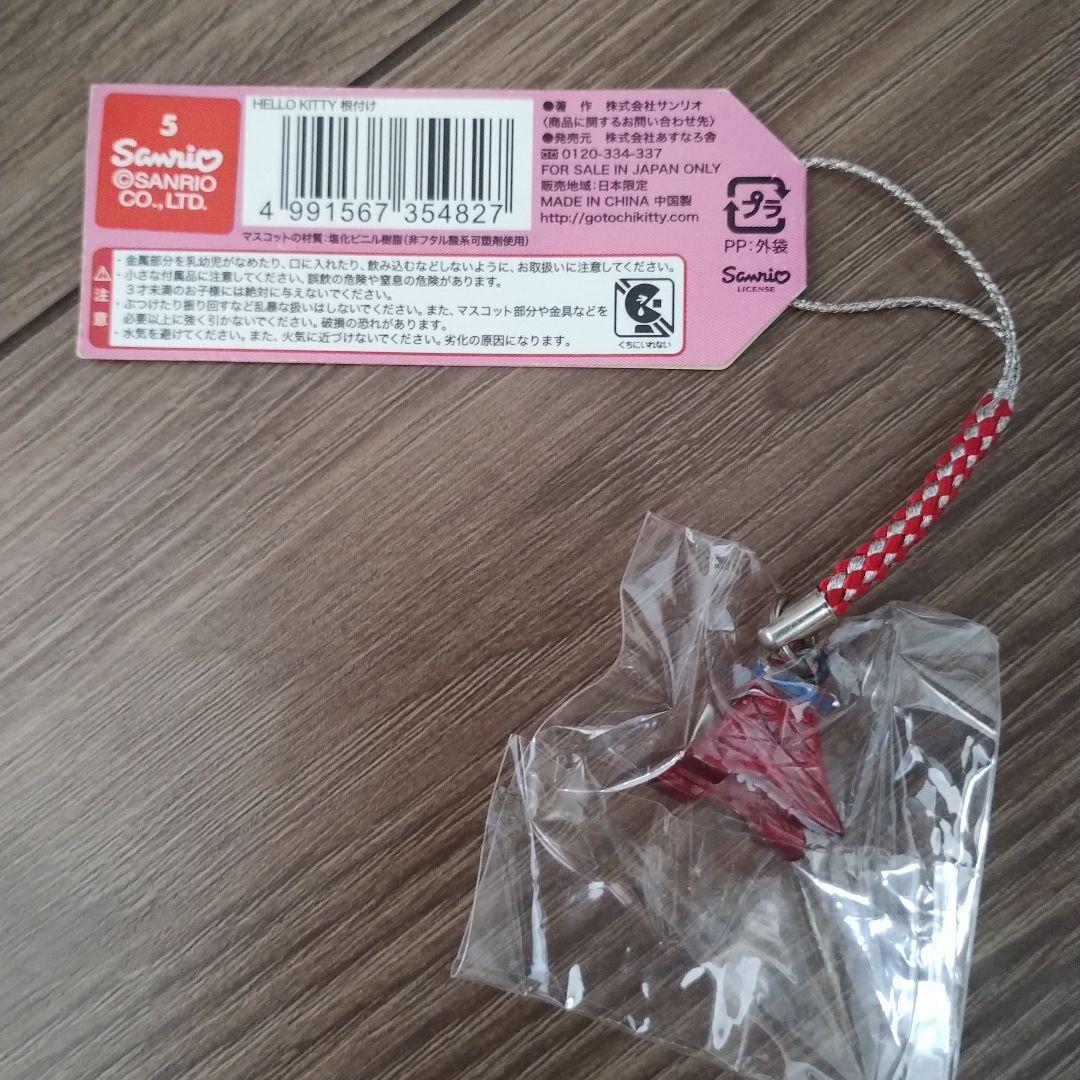 5
Sanrio
©SANRIO
CO., LTD.
HELLO KITTY 根付け
4 991567 354827
マスコットの材質:塩化ビニル樹脂(非フタル酸系可塑剤使用)
●著 作 株式会社サンリオ
〈商品に関するお問い合わせ先〉
●発売元 株式会社あすなろ舎
0120-334-337
FOR SALE IN JAPAN ONLY
販売地域:日本限定
MADE IN CHINA 中国製
http://gotochikitty.com
プラ
PP:外袋
Sanrio
LICENSE
注意
・金属部分を乳幼児がなめたり、口に入れたり、飲み込むなどしないように、お取扱いに注意してください。
・小さな付属品に注意してください、誤飲の危険や窒息の危険があります。
3才未満のお子様には絶対に与えないでください。
・ぶつけたり振り回すなど乱暴な扱いはしないでください。また、マスコット部分や金具などを
必要以上に強く引かないでください。破損の恐れがあります。
・水気を避けてください。また、火気に近づけないでください。劣化の原因になります。
くちにいれない